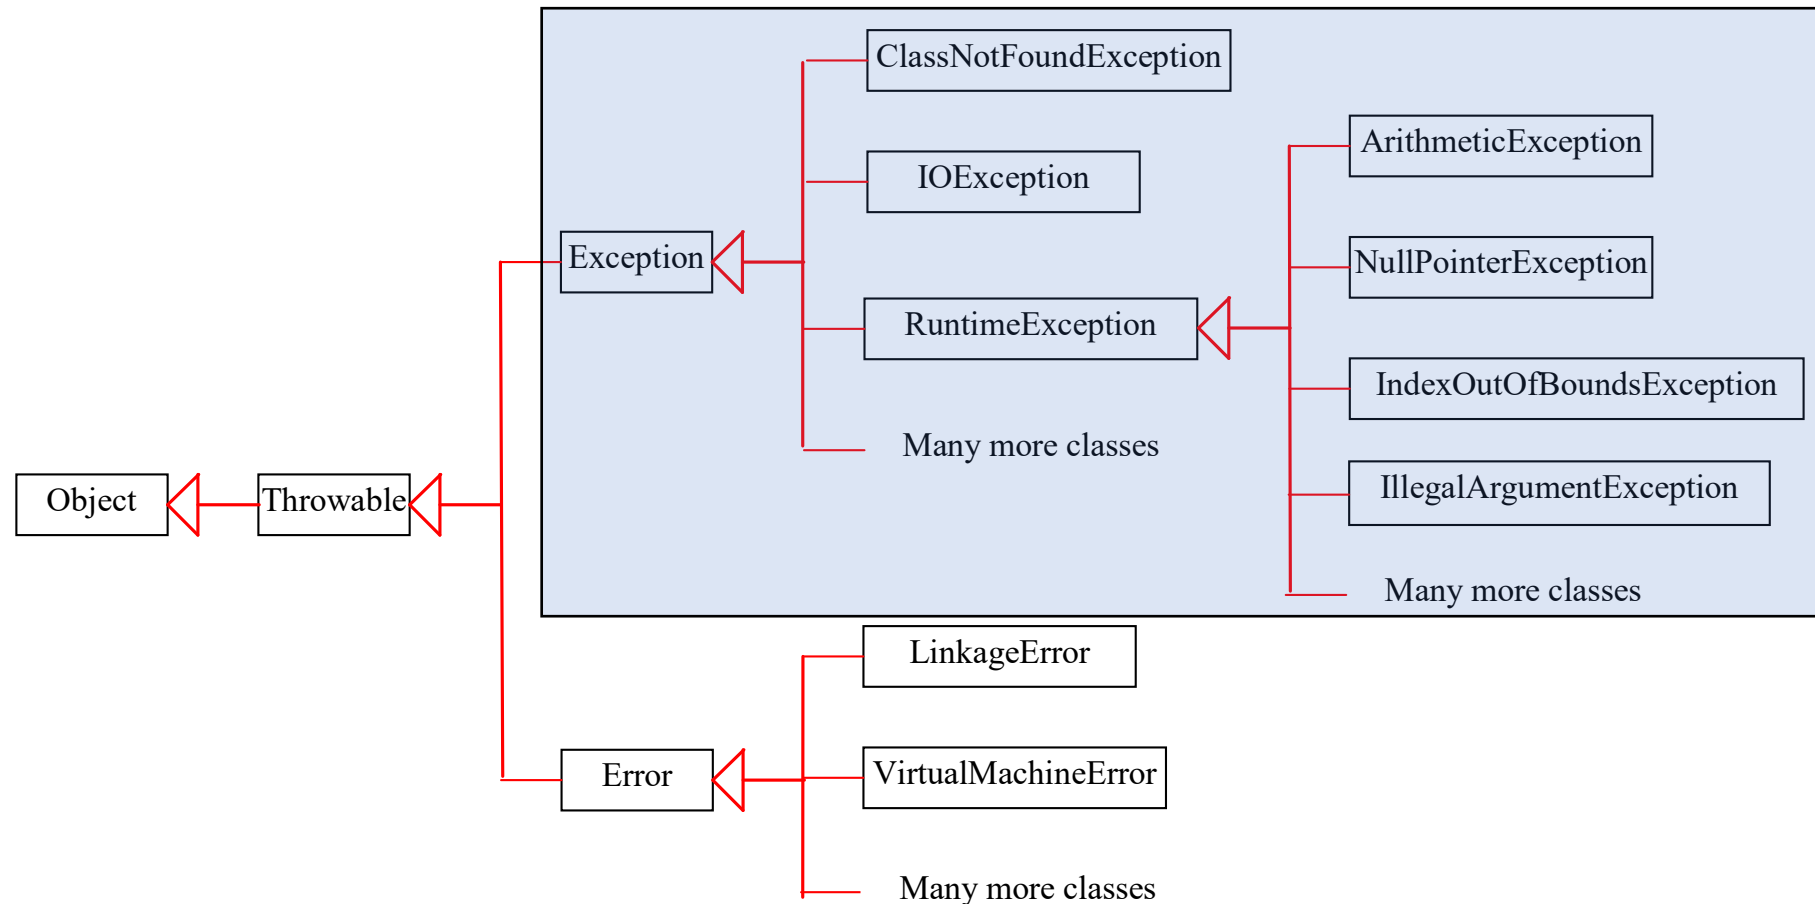 ClassNotFoundException
ArithmeticException
IOException
NullPointerException
Exception
RuntimeException
IndexOutOfBoundsException
Many more classes
Object
Throwable
IllegalArgumentException
Many more classes
LinkageError
Error
VirtualMachineError
Many more classes